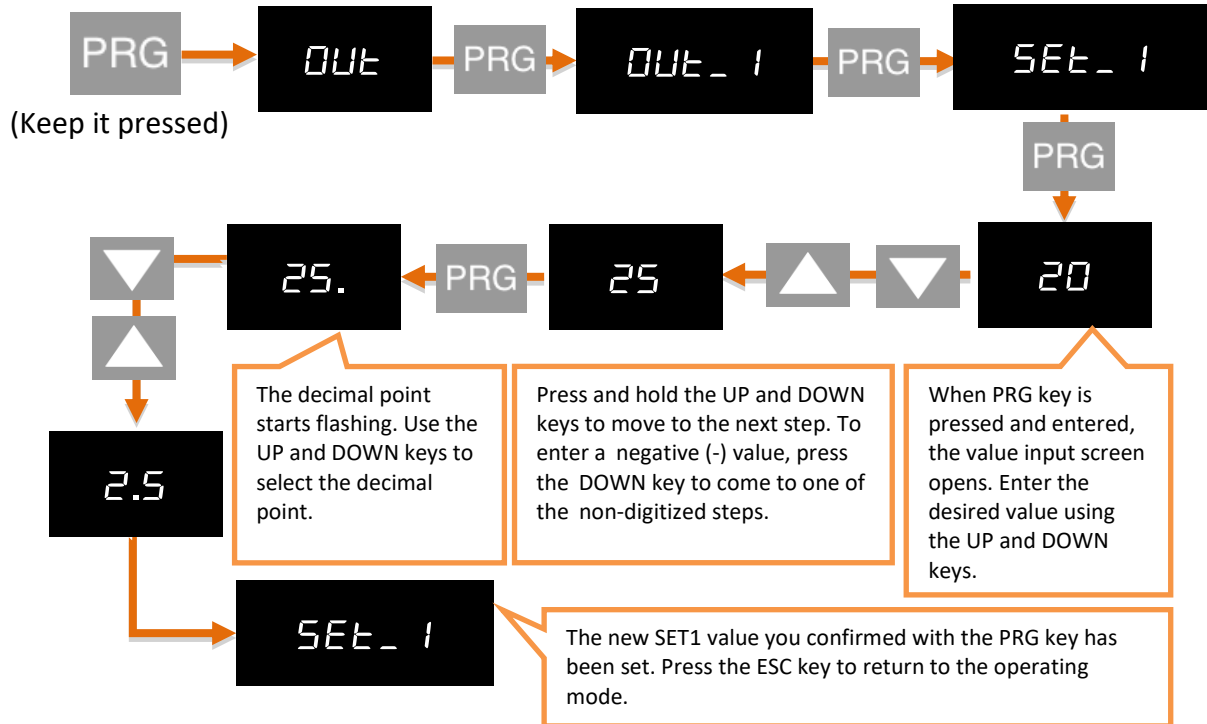 PRG
OUt
PRG
OUt_1
PRG
SEt_1
(Keep it pressed)
PRG
25.
PRG
25
20
The decimal point
starts flashing. Use the
UP and DOWN keys to
select the decimal
point.
Press and hold the UP and DOWN
keys to move to the next step. To
enter a negative (-) value, press
the DOWN key to come to one of
the non-digitized steps.
When PRG key is
pressed and entered,
the value input screen
opens. Enter the
desired value using
the UP and DOWN
keys.
2.5
SEt_1
The new SET1 value you confirmed with the PRG key has
been set. Press the ESC key to return to the operating
mode.